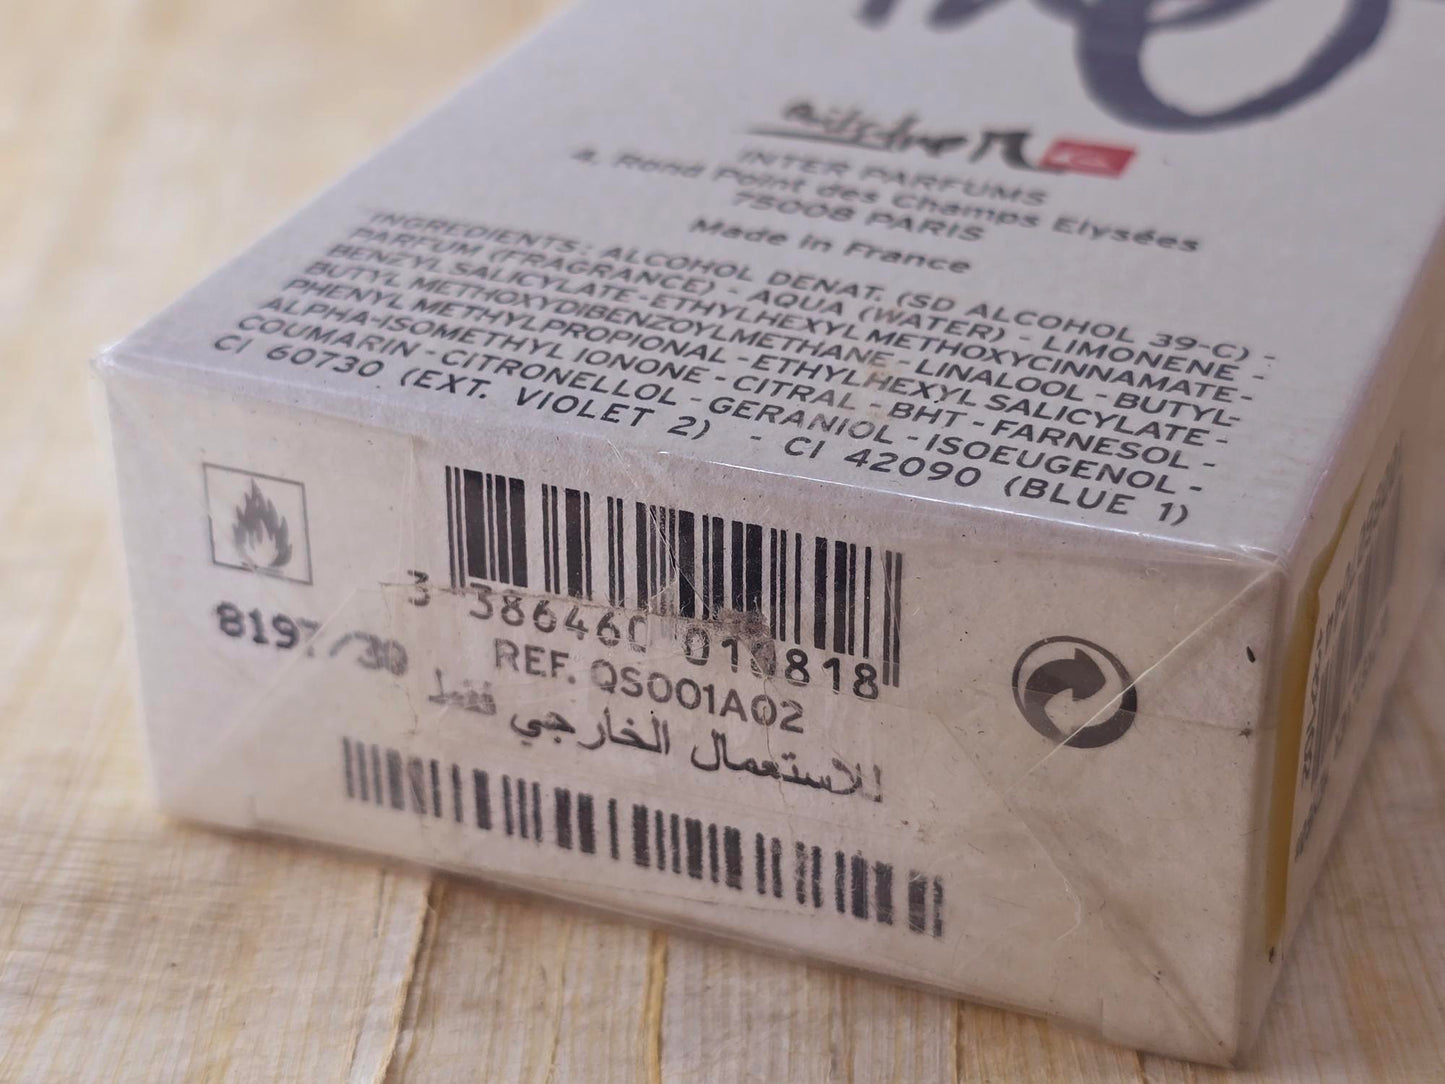 INTER PARFUMS
4, Rond Point des Champs Elysées
75008 PARIS
Made in France
INGREDIENTS : ALCOHOL DENAT. (SD ALCOHOL 39-C) -
PARFUM (FRAGRANCE) - AQUA (WATER) - LIMONENE -
BENZYL SALICYLATE - ETHYLHEXYL METHOXYCINNAMATE -
BUTYL METHOXYDIBENZOYLMETHANE - LINALOOL - BUTYL-
PHENYL METHYLPROPIONAL - ETHYLHEXYL SALICYLATE -
ALPHA-ISOMETHYL IONONE - CITRAL - BHT - FARNESOL -
COUMARIN - CITRONELLOL - GERANIOL - ISOEUGENOL -
CI 60730 (EXT. VIOLET 2) - CI 42090 (BLUE 1)
3 386460 010818
REF. QS001A02
للاستعمال الخارجي فقط